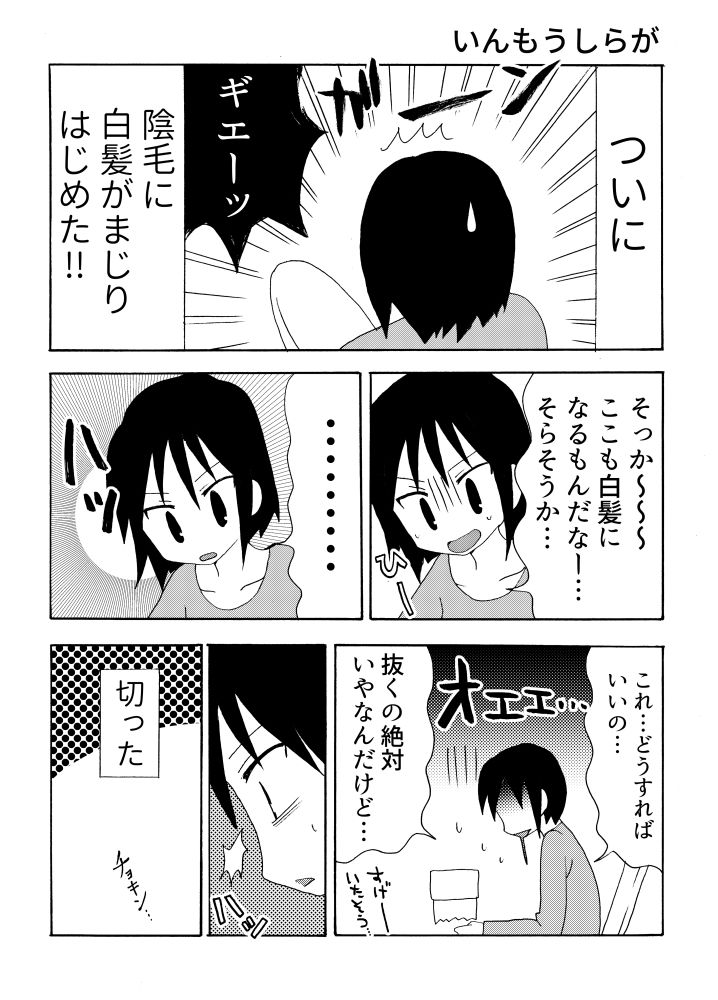 いんもうしらが
ついに
ガーン
ギエーッ
陰毛に
白髪がまじり
はじめた!!
そっか～～～
ここも白髪に
なるもんだなー…
そらそうか…
ひー
・・・・・・・・
ハッ
これ…どうすれば
いいの…
オエエ…
抜くの絶対
いやなんだけど…
すげー
いたそう…
ハッ
切った
チョキン…